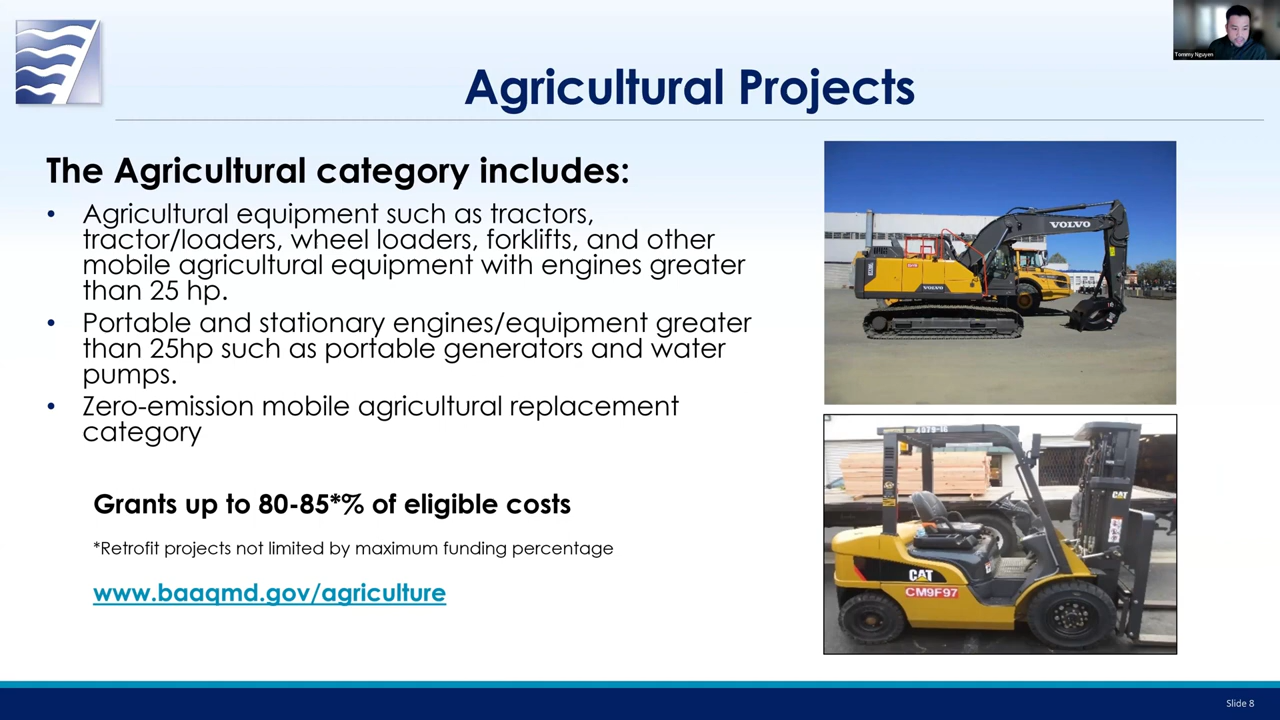 Tommy Nguyen
Agricultural Projects
The Agricultural category includes:
• Agricultural equipment such as tractors,
tractor/loaders, wheel loaders, forklifts, and other
mobile agricultural equipment with engines greater
than 25 hp.
• Portable and stationary engines/equipment greater
than 25hp such as portable generators and water
pumps.
• Zero-emission mobile agricultural replacement
category
Grants up to 80-85*% of eligible costs
*Retrofit projects not limited by maximum funding percentage
www.baaqmd.gov/agriculture
VOLVO
VOLVO
CAT
CAT
CM9F97
Slide 8